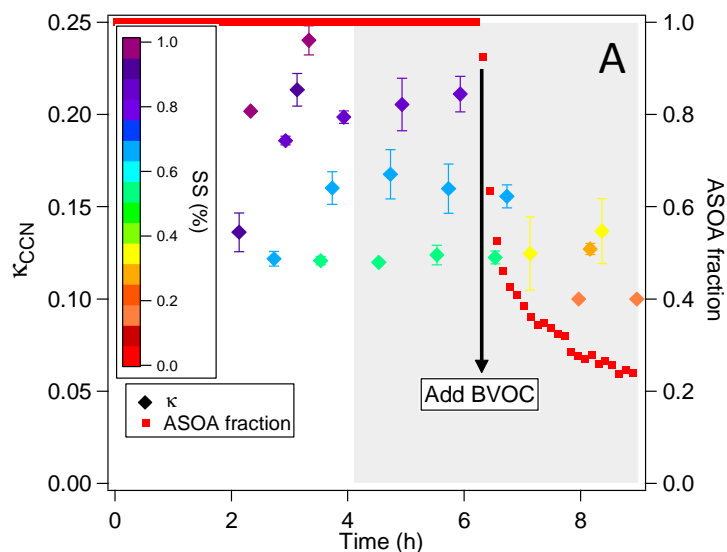 A
0.25
0.20
0.15
0.10
0.05
0.00
κCCN
1.0
0.8
0.6
0.4
0.2
0.0
SS (%)
κ
ASOA fraction
Add BVOC
1.0
0.8
0.6
0.4
0.2
0.0
ASOA fraction
0
2
4
6
8
Time (h)